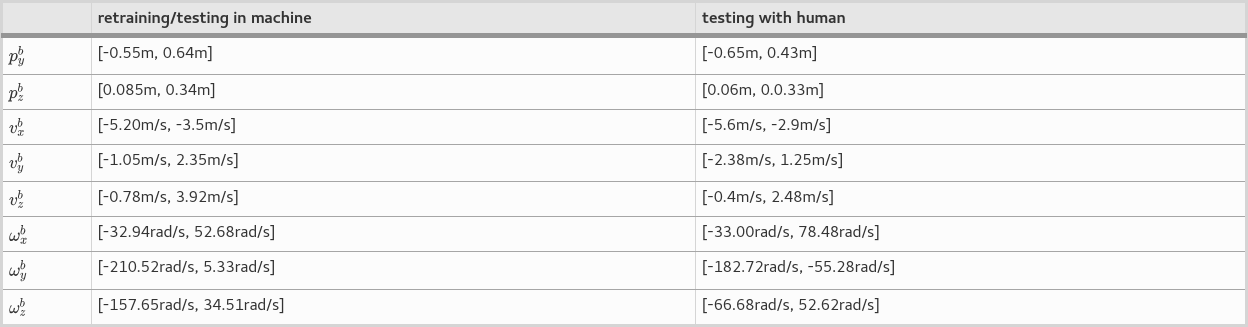 retraining/testing in machine testing with human
p_y^b [-0.55m, 0.64m] [-0.65m, 0.43m]
p_z^b [0.085m, 0.34m] [0.06m, 0.0.33m]
v_x^b [-5.20m/s, -3.5m/s] [-5.6m/s, -2.9m/s]
v_y^b [-1.05m/s, 2.35m/s] [-2.38m/s, 1.25m/s]
v_z^b [-0.78m/s, 3.92m/s] [-0.4m/s, 2.48m/s]
ω_x^b [-32.94rad/s, 52.68rad/s] [-33.00rad/s, 78.48rad/s]
ω_y^b [-210.52rad/s, 5.33rad/s] [-182.72rad/s, -55.28rad/s]
ω_z^b [-157.65rad/s, 34.51rad/s] [-66.68rad/s, 52.62rad/s]